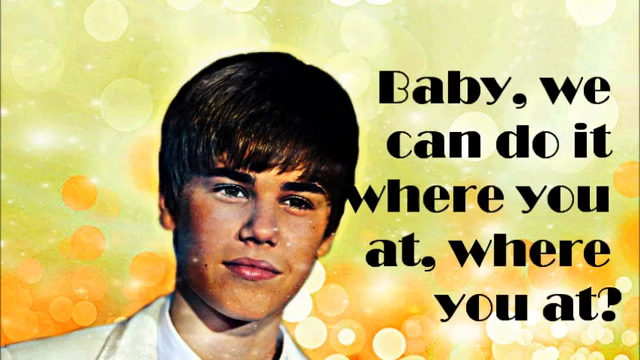 Baby, we
can do it
where you
at, where
you at?